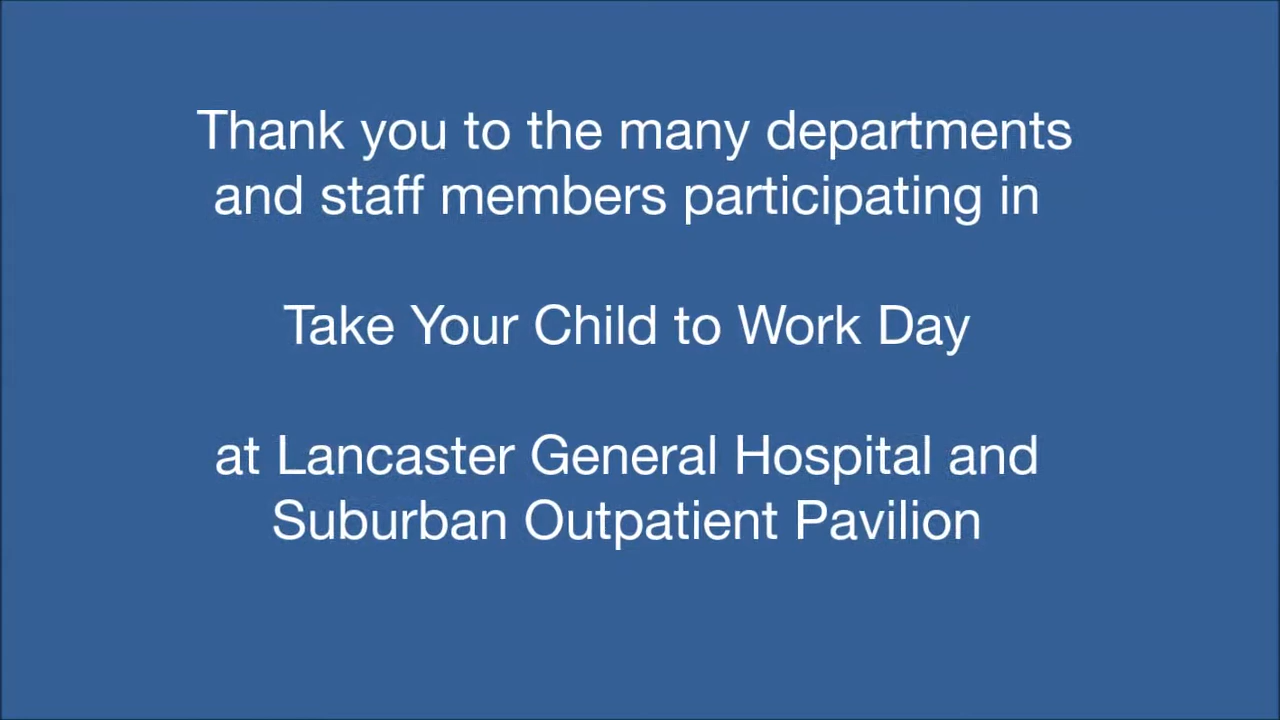 Thank you to the many departments
and staff members participating in
Take Your Child to Work Day
at Lancaster General Hospital and
Suburban Outpatient Pavilion